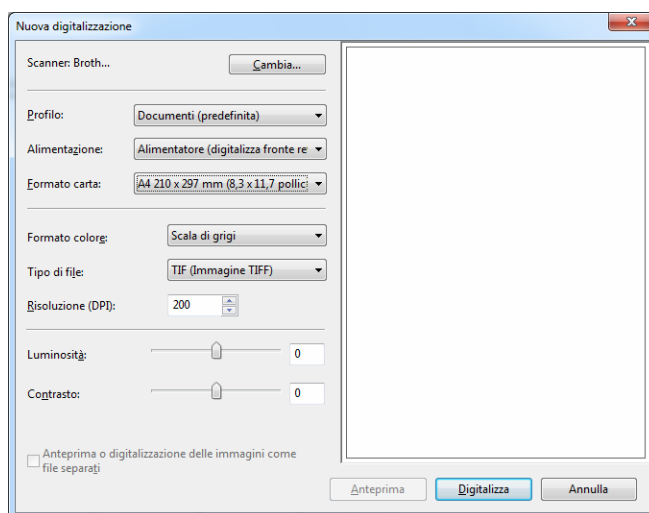 Nuova digitalizzazione
Scanner: Broth...
Cambia...
Profilo:
Documenti (predefinita)
Alimentazione:
Alimentatore (digitalizza fronte re
Formato carta:
A4 210 x 297 mm (8,3 x 11,7 pollic
Formato colore:
Scala di grigi
Tipo di file:
TIF (Immagine TIFF)
Risoluzione (DPI):
200
Luminosità:
0
Contrasto:
0
Anteprima o digitalizzazione delle immagini come
file separati
Anteprima
Digitalizza
Annulla